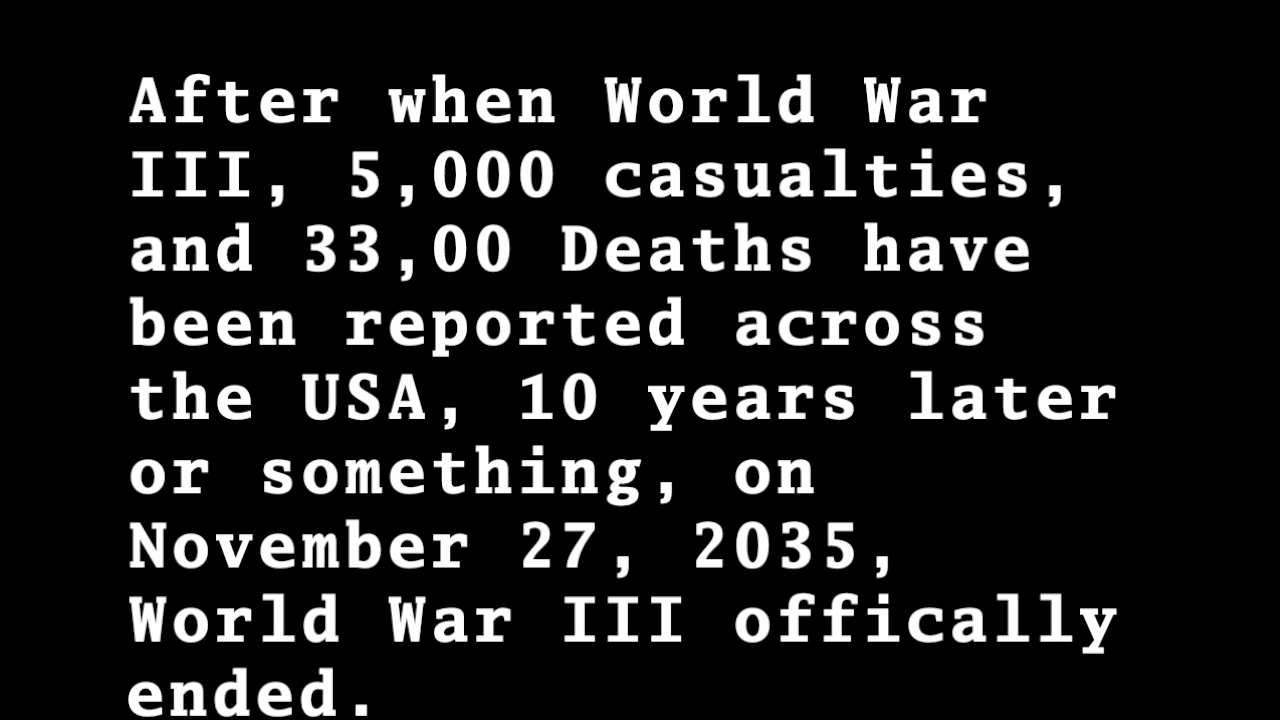 After when World War
III, 5,000 casualties,
and 33,00 Deaths have
been reported across
the USA, 10 years later
or something, on
November 27, 2035,
World War III offically
ended.